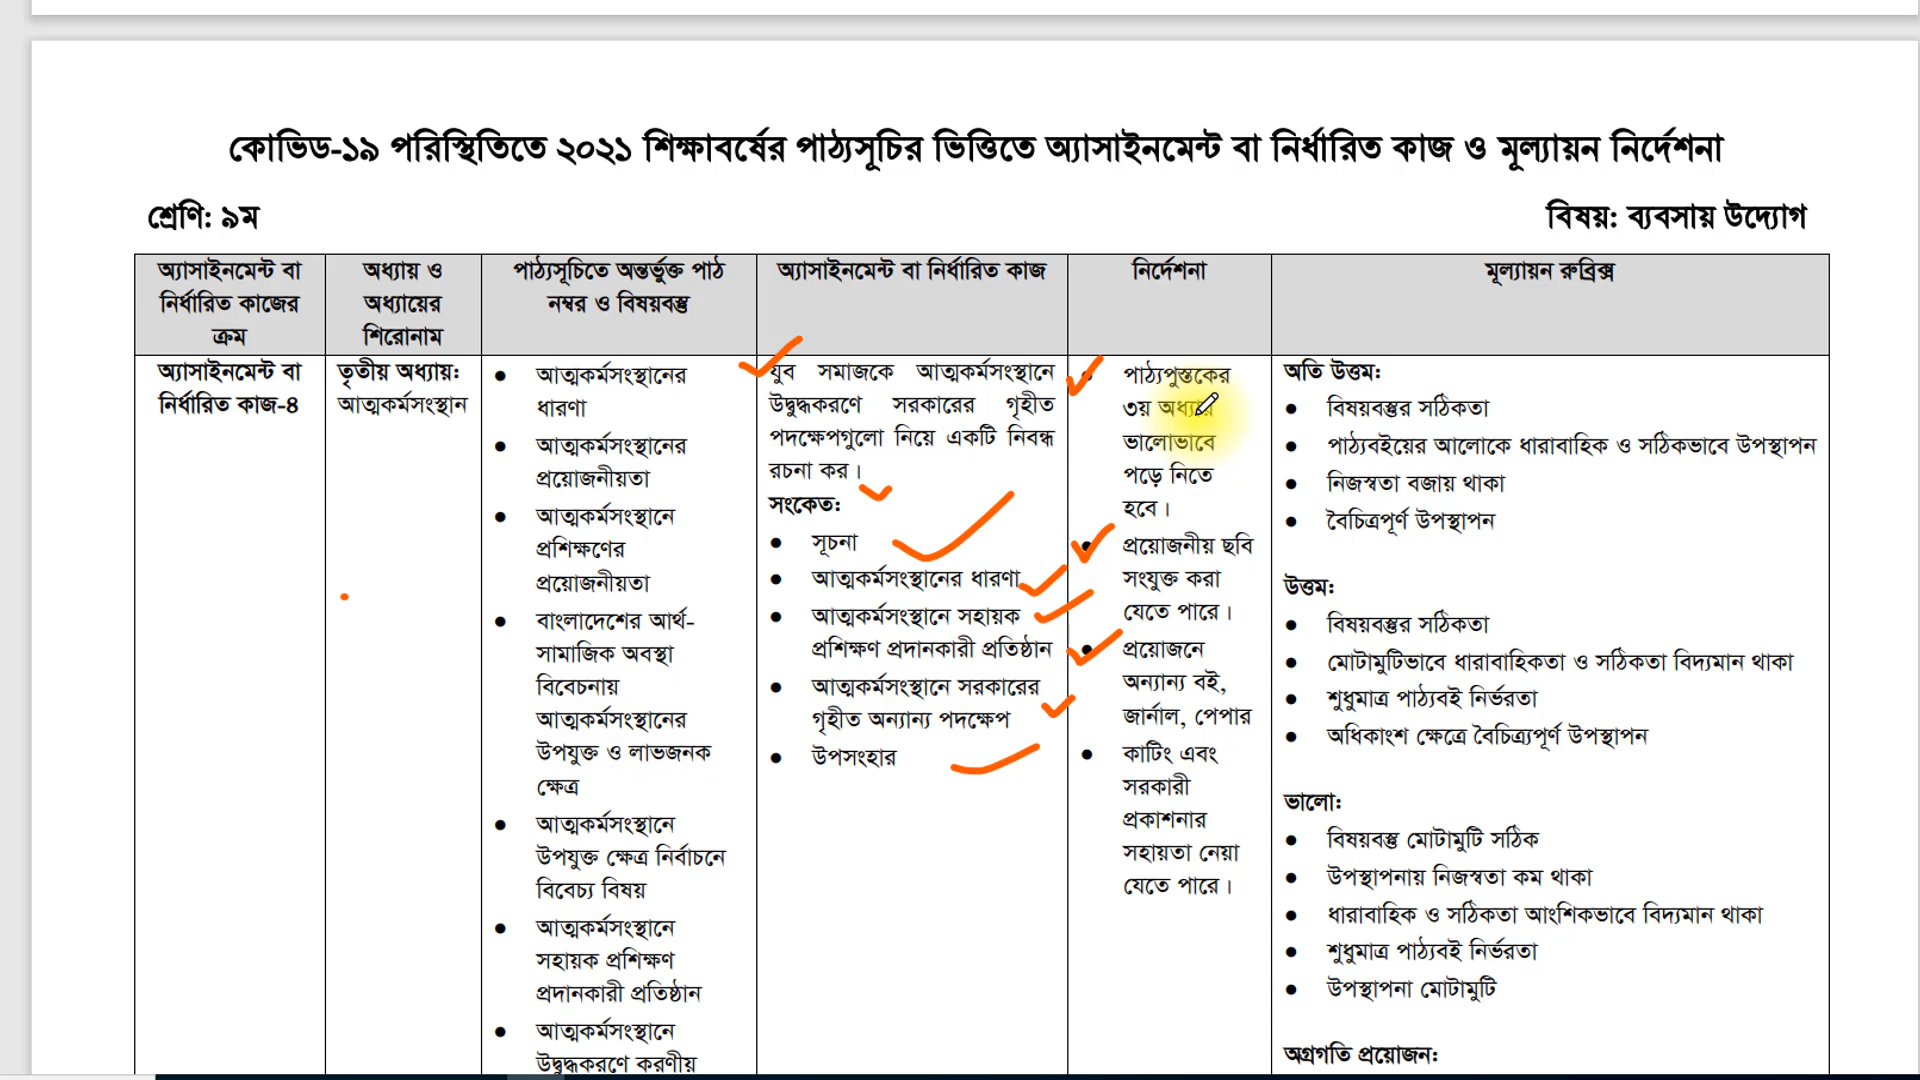 কোভিড-১৯ পরিস্থিতিতে ২০২১ শিক্ষাবর্ষের পাঠ্যসূচির ভিত্তিতে অ্যাসাইনমেন্ট বা নির্ধারিত কাজ ও মূল্যায়ন নির্দেশনা
শ্রেণি: ৯ম
বিষয়: ব্যবসায় উদ্যোগ
অ্যাসাইনমেন্ট বা
নির্ধারিত কাজের
ক্রম
অধ্যায় ও
অধ্যায়ের
শিরোনাম
পাঠ্যসূচিতে অন্তর্ভুক্ত পাঠ
নম্বর ও বিষয়বস্তু
অ্যাসাইনমেন্ট বা নির্ধারিত কাজ
নির্দেশনা
মূল্যায়ন রুব্রিক্স
অ্যাসাইনমেন্ট বা
নির্ধারিত কাজ-৪
তৃতীয় অধ্যায়:
আত্মকর্মসংস্থান
● আত্মকর্মসংস্থানের
ধারণা
● আত্মকর্মসংস্থানের
প্রয়োজনীয়তা
● আত্মকর্মসংস্থানে
প্রশিক্ষণের
প্রয়োজনীয়তা
● বাংলাদেশের আর্থ-
সামাজিক অবস্থা
বিবেচনায়
আত্মকর্মসংস্থানের
উপযুক্ত ও লাভজনক
ক্ষেত্র
● আত্মকর্মসংস্থানে
উপযুক্ত ক্ষেত্র নির্বাচনে
বিবেচ্য বিষয়
● আত্মকর্মসংস্থানে
সহায়ক প্রশিক্ষণ
প্রদানকারী প্রতিষ্ঠান
● আত্মকর্মসংস্থানে
উদ্বুদ্ধকরণে করণীয়
যুব সমাজকে আত্মকর্মসংস্থানে
উদ্বুদ্ধকরণে সরকারের গৃহীত
পদক্ষেপগুলো নিয়ে একটি নিবন্ধ
রচনা কর।
সংকেত:
● সূচনা
● আত্মকর্মসংস্থানের ধারণা
● আত্মকর্মসংস্থানে সহায়ক
প্রশিক্ষণ প্রদানকারী প্রতিষ্ঠান
● আত্মকর্মসংস্থানে সরকারের
গৃহীত অন্যান্য পদক্ষেপ
● উপসংহার
● পাঠ্যপুস্তকের
৩য় অধ্যায়
ভালোভাবে
পড়ে নিতে
হবে।
● প্রয়োজনীয় ছবি
সংযুক্ত করা
যেতে পারে।
● প্রয়োজনে
অন্যান্য বই,
জার্নাল, পেপার
● কাটিং এবং
সরকারী
প্রকাশনার
সহায়তা নেয়া
যেতে পারে।
অতি উত্তম:
● বিষয়বস্তুর সঠিকতা
● পাঠ্যবইয়ের আলোকে ধারাবাহিক ও সঠিকভাবে উপস্থাপন
● নিজস্বতা বজায় থাকা
● বৈচিত্রপূর্ণ উপস্থাপন
উত্তম:
● বিষয়বস্তুর সঠিকতা
● মোটামুটিভাবে ধারাবাহিকতা ও সঠিকতা বিদ্যমান থাকা
● শুধুমাত্র পাঠ্যবই নির্ভরতা
● অধিকাংশ ক্ষেত্রে বৈচিত্র্যপূর্ণ উপস্থাপন
ভালো:
● বিষয়বস্তু মোটামুটি সঠিক
● উপস্থাপনায় নিজস্বতা কম থাকা
● ধারাবাহিক ও সঠিকতা আংশিকভাবে বিদ্যমান থাকা
● শুধুমাত্র পাঠ্যবই নির্ভরতা
● উপস্থাপনা মোটামুটি
অগ্রগতি প্রয়োজন: